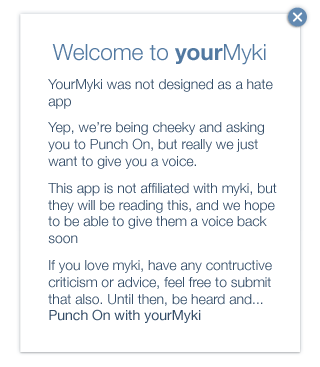 Welcome to yourMyki
YourMyki was not designed as a hate
app
Yep, we're being cheeky and asking
you to Punch On, but really we just
want to give you a voice.
This app is not affiliated with myki, but
they will be reading this, and we hope
to be able to give them a voice back
soon
If you love myki, have any contructive
criticism or advice, feel free to submit
that also. Until then, be heard and...
Punch On with yourMyki